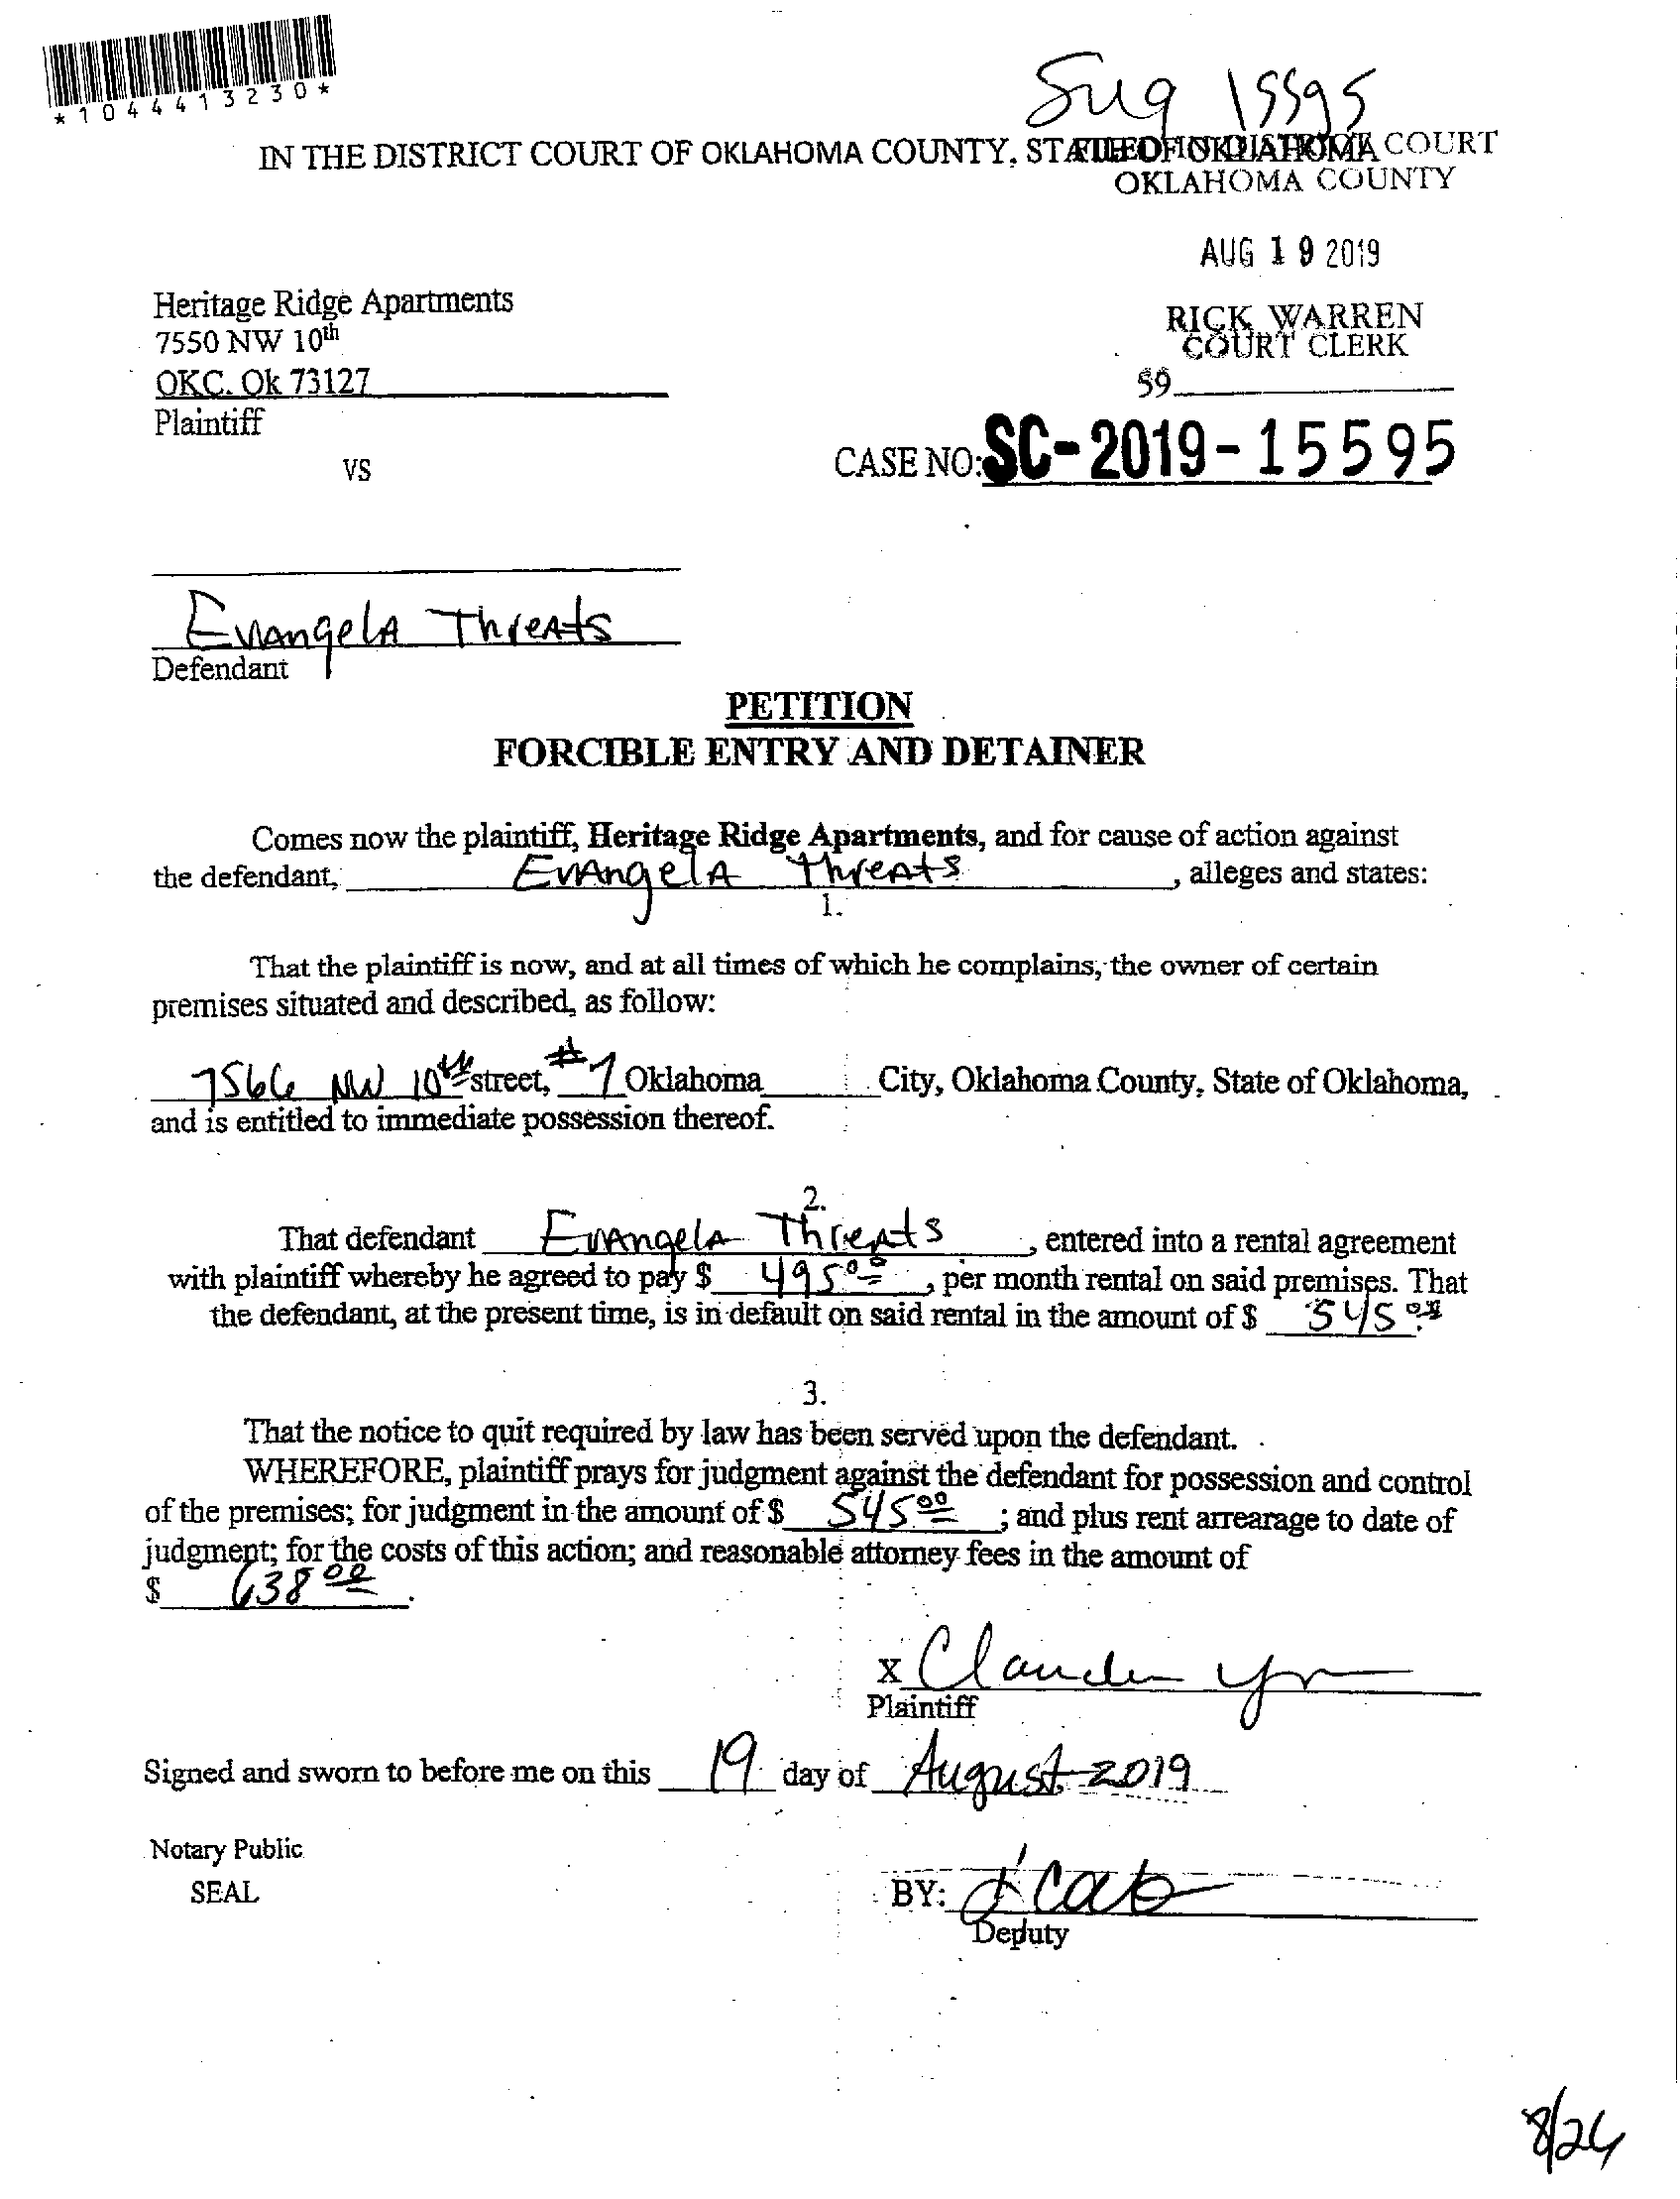 *1044413230*
Sug 15595
IN THE DISTRICT COURT OF OKLAHOMA COUNTY, STATE OF OKLAHOMA
FILED IN DISTRICT COURT
OKLAHOMA COUNTY
AUG 19 2019
Heritage Ridge Apartments
RICK WARREN
7550 NW 10th
COURT CLERK
OKC. Ok 73127
59
Plaintiff
VS
CASE NO: SC-2019-15595
Evangela Threats
Defendant
PETITION
FORCIBLE ENTRY AND DETAINER
Comes now the plaintiff, Heritage Ridge Apartments, and for cause of action against
the defendant, Evangela Threats, alleges and states:
1.
That the plaintiff is now, and at all times of which he complains, the owner of certain
premises situated and described, as follow:
7566 NW 10th street, #7 Oklahoma City, Oklahoma County, State of Oklahoma,
and is entitled to immediate possession thereof.
2.
That defendant Evangela Threats, entered into a rental agreement
with plaintiff whereby he agreed to pay $ 495.00, per month rental on said premises. That
the defendant, at the present time, is in default on said rental in the amount of $ 545.00
3.
That the notice to quit required by law has been served upon the defendant.
WHEREFORE, plaintiff prays for judgment against the defendant for possession and control
of the premises; for judgment in the amount of $ 545.00; and plus rent arrearage to date of
judgment; for the costs of this action; and reasonable attorney fees in the amount of
$ 638.00.
X
Plaintiff
Signed and sworn to before me on this 19 day of August 2019
Notary Public
SEAL
BY:
Deputy
8/26